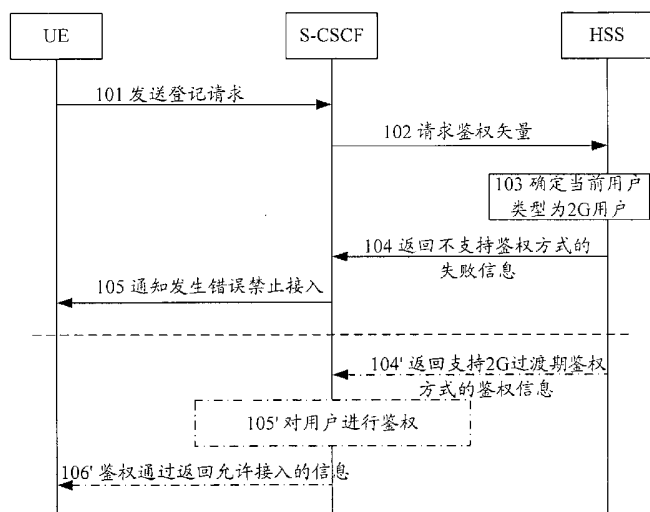 UE
S-CSCF
HSS
101 发送登记请求
102 请求鉴权矢量
103 确定当前用户
类型为2G用户
104 返回不支持鉴权方式的
失败信息
105 通知发生错误禁止接入
104' 返回支持2G过渡期鉴权
方式的鉴权信息
105' 对用户进行鉴权
106' 鉴权通过返回允许接入的信息